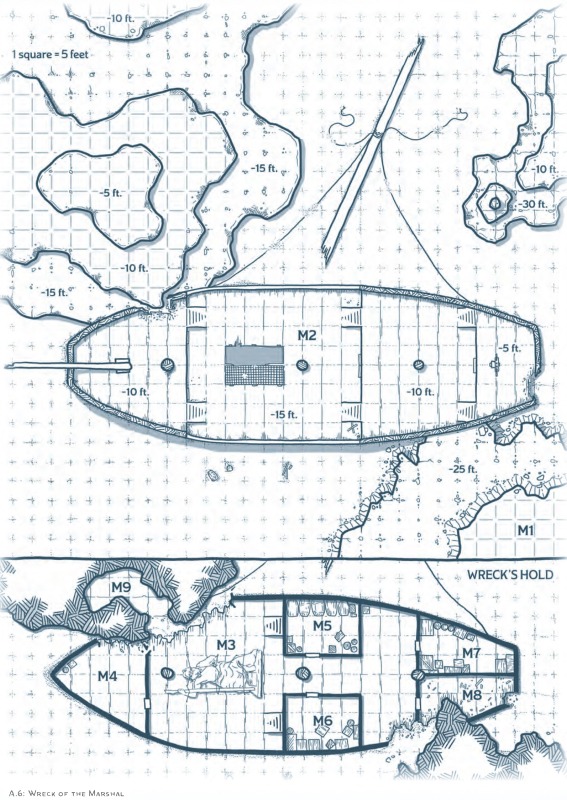 -10 ft.
1 square = 5 feet
-15 ft.
-10 ft.
-5 ft.
-30 ft.
-10 ft.
-15 ft.
M2
-5 ft.
-10 ft.
-10 ft.
-15 ft.
-25 ft.
M1
WRECK'S HOLD
M9
M5
M3
M7
M4
M8
M6
A.6: Wreck of the Marshal